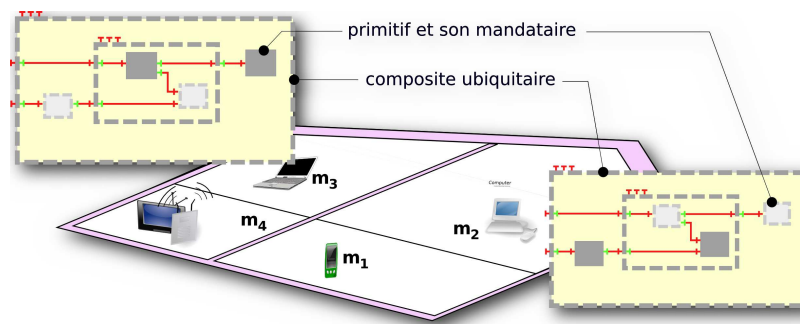 primitif et son mandataire
composite ubiquitaire
m3
Computer
m4
m2
m1